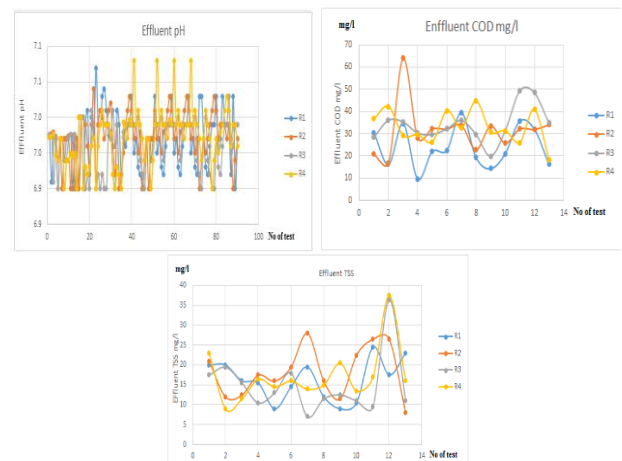 Effluent pH
7.1
7.1
7.0
7.0
6.9
6.9
EFffluent pH
0
20
40
60
80
100
No of test
R1
R2
R3
R4
mg/l
Enffluent COD mg/l
70
60
50
40
30
20
10
0
Effluent COD mg/l
0
2
4
6
8
10
12
14
No of test
R1
R2
R3
R4
mg/l
Effluent TSS
40
35
30
25
20
15
10
5
0
Effluent TSS mg/l
0
2
4
6
8
10
12
14
No of test
R1
R2
R3
R4